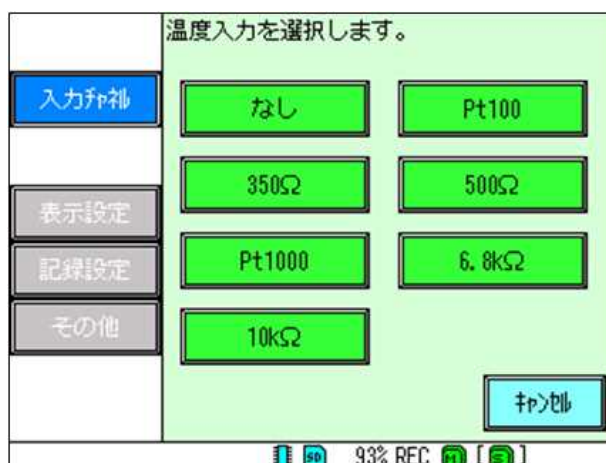 温度入力を選択します。
入力ﾁｬﾈﾙ
なし
Pt100
350Ω
500Ω
表示設定
Pt1000
6.8kΩ
記録設定
その他
10kΩ
ｷｬﾝｾﾙ
SD 93% REC M [ E ]